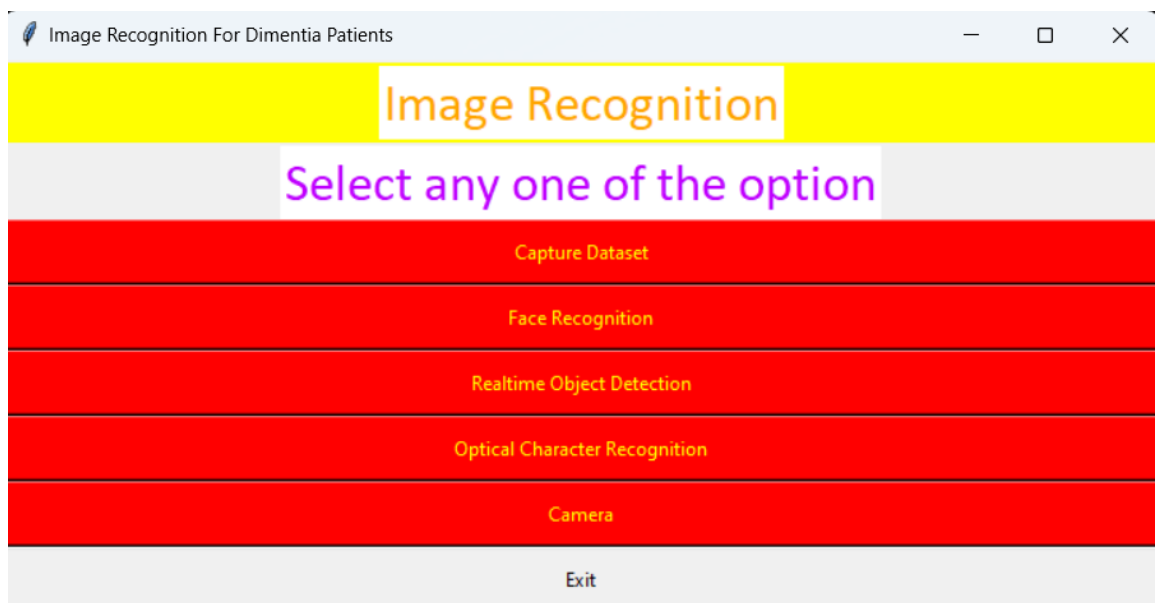 Image Recognition For Dimentia Patients
Image Recognition
Select any one of the option
Capture Dataset
Face Recognition
Realtime Object Detection
Optical Character Recognition
Camera
Exit